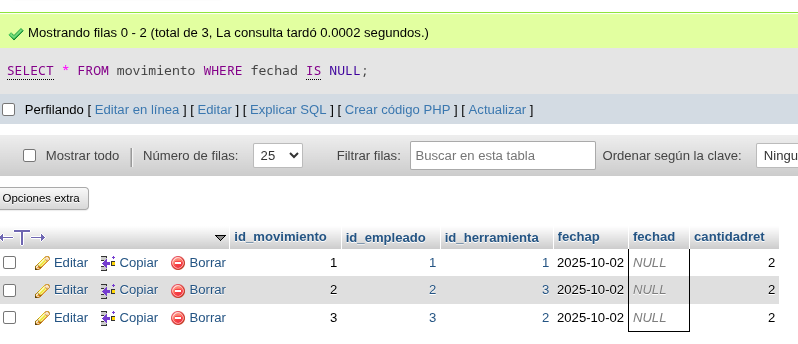 Mostrando filas 0 - 2 (total de 3, La consulta tardó 0.0002 segundos.)
SELECT * FROM movimiento WHERE fechad IS NULL;
Perfilando [ Editar en línea ] [ Editar ] [ Explicar SQL ] [ Crear código PHP ] [ Actualizar ]
Mostrar todo Número de filas: 25 Filtrar filas: Buscar en esta tabla Ordenar según la clave: Ningu
Opciones extra
id_movimiento id_empleado id_herramienta fechap fechad cantidadret
Editar Copiar Borrar 1 1 1 2025-10-02 NULL 2
Editar Copiar Borrar 2 2 3 2025-10-02 NULL 2
Editar Copiar Borrar 3 3 2 2025-10-02 NULL 2